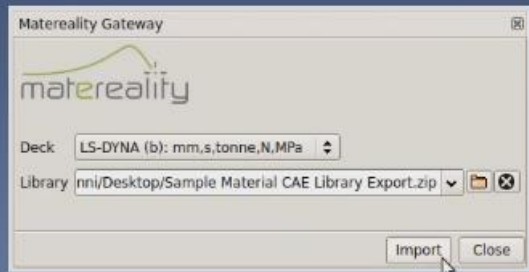 Matereality Gateway
matereality
Deck LS-DYNA (b): mm,s,tonne,N,MPa
Library nni/Desktop/Sample Material CAE Library Export.zip
Import Close